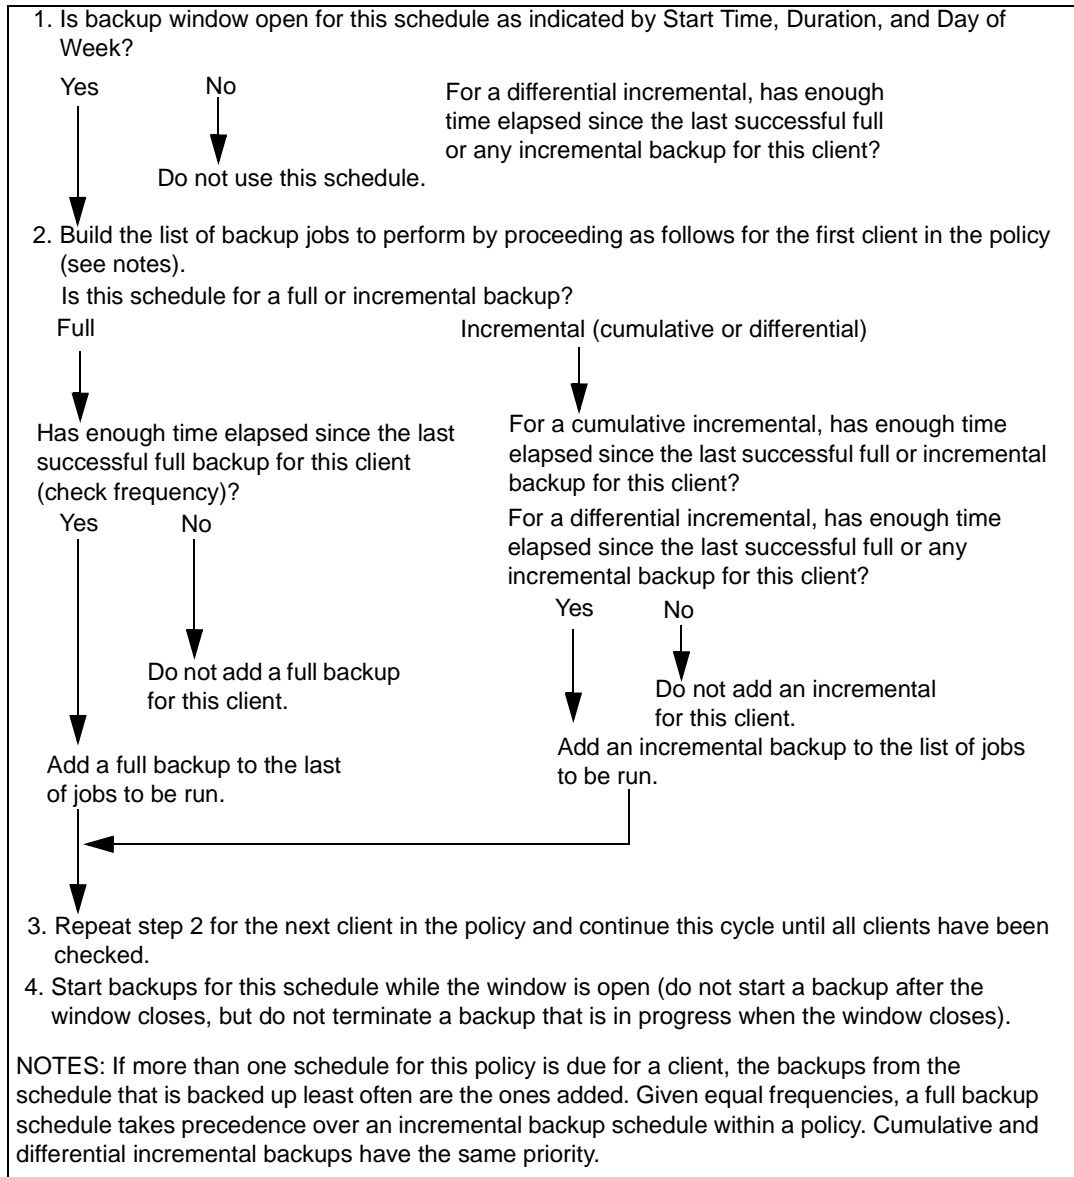 1. Is backup window open for this schedule as indicated by Start Time, Duration, and Day of
Week?
Yes
No
For a differential incremental, has enough
time elapsed since the last successful full
or any incremental backup for this client?
Do not use this schedule.
2. Build the list of backup jobs to perform by proceeding as follows for the first client in the policy
(see notes).
Is this schedule for a full or incremental backup?
Full
Incremental (cumulative or differential)
Has enough time elapsed since the last
successful full backup for this client
(check frequency)?
Yes
No
Do not add a full backup
for this client.
Add a full backup to the last
of jobs to be run.
For a cumulative incremental, has enough time
elapsed since the last successful full or incremental
backup for this client?
For a differential incremental, has enough time
elapsed since the last successful full or any
incremental backup for this client?
Yes
No
Do not add an incremental
for this client.
Add an incremental backup to the list of jobs
to be run.
3. Repeat step 2 for the next client in the policy and continue this cycle until all clients have been
checked.
4. Start backups for this schedule while the window is open (do not start a backup after the
window closes, but do not terminate a backup that is in progress when the window closes).
NOTES: If more than one schedule for this policy is due for a client, the backups from the
schedule that is backed up least often are the ones added. Given equal frequencies, a full backup
schedule takes precedence over an incremental backup schedule within a policy. Cumulative and
differential incremental backups have the same priority.